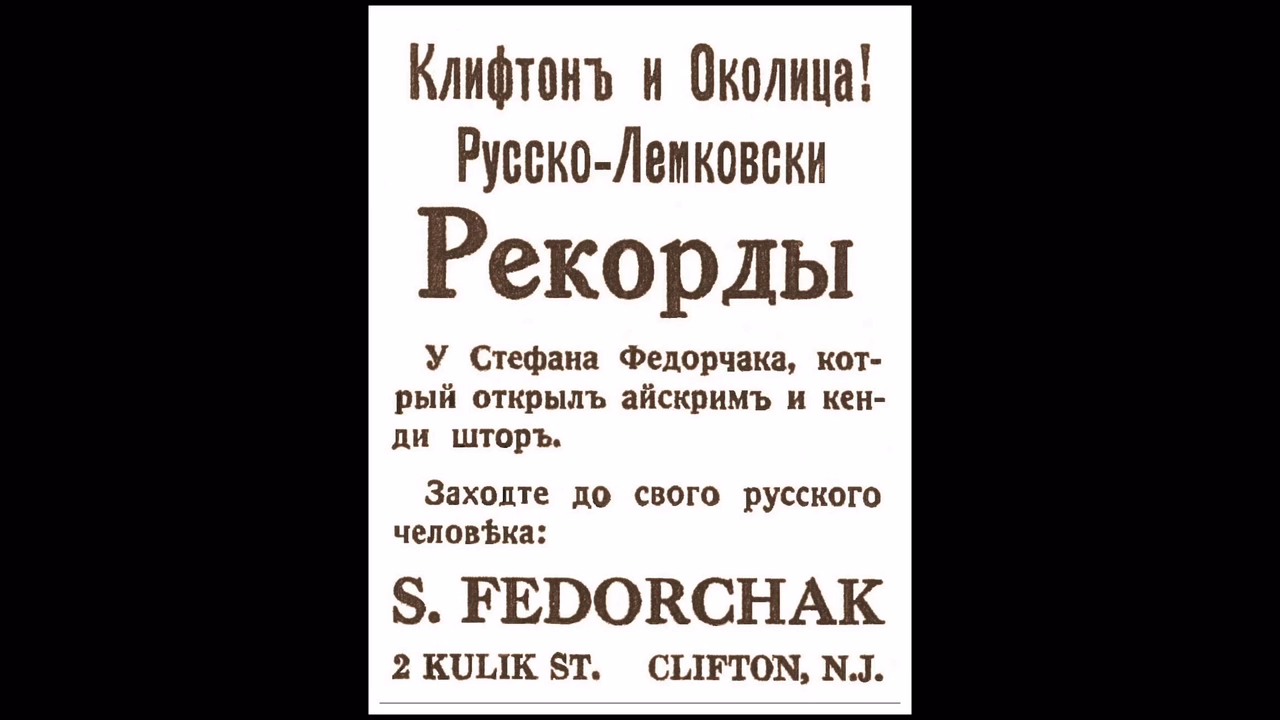 Клифтонъ и Околица!
Русско-Лемковски
Рекорды
У Стефана Федорчака, кот-
рый открылъ айскримъ и кен-
ди шторъ.
Заходте до свого русского
человѣка:
S. FEDORCHAK
2 KULIK ST. CLIFTON, N.J.